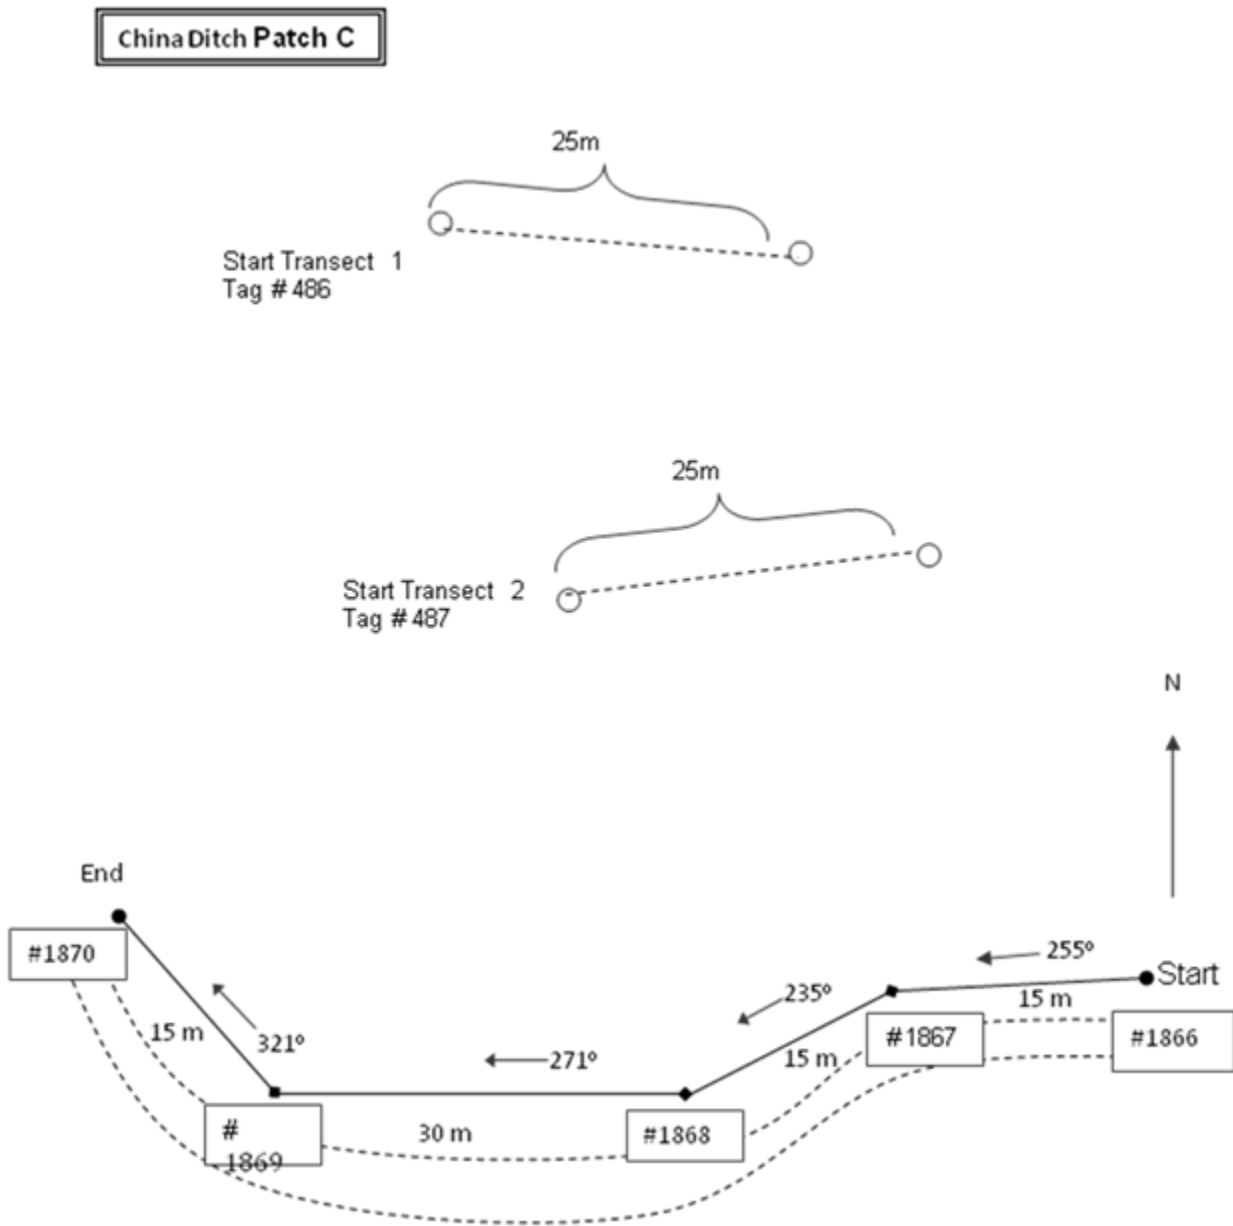 China Ditch Patch C
25m
Start Transect 1
Tag # 486
25m
Start Transect 2
Tag # 487
N
End
#1870
255º
Start
235º
15 m
#1867
#1866
15 m
321º
271º
15 m
#
1869
30 m
#1868